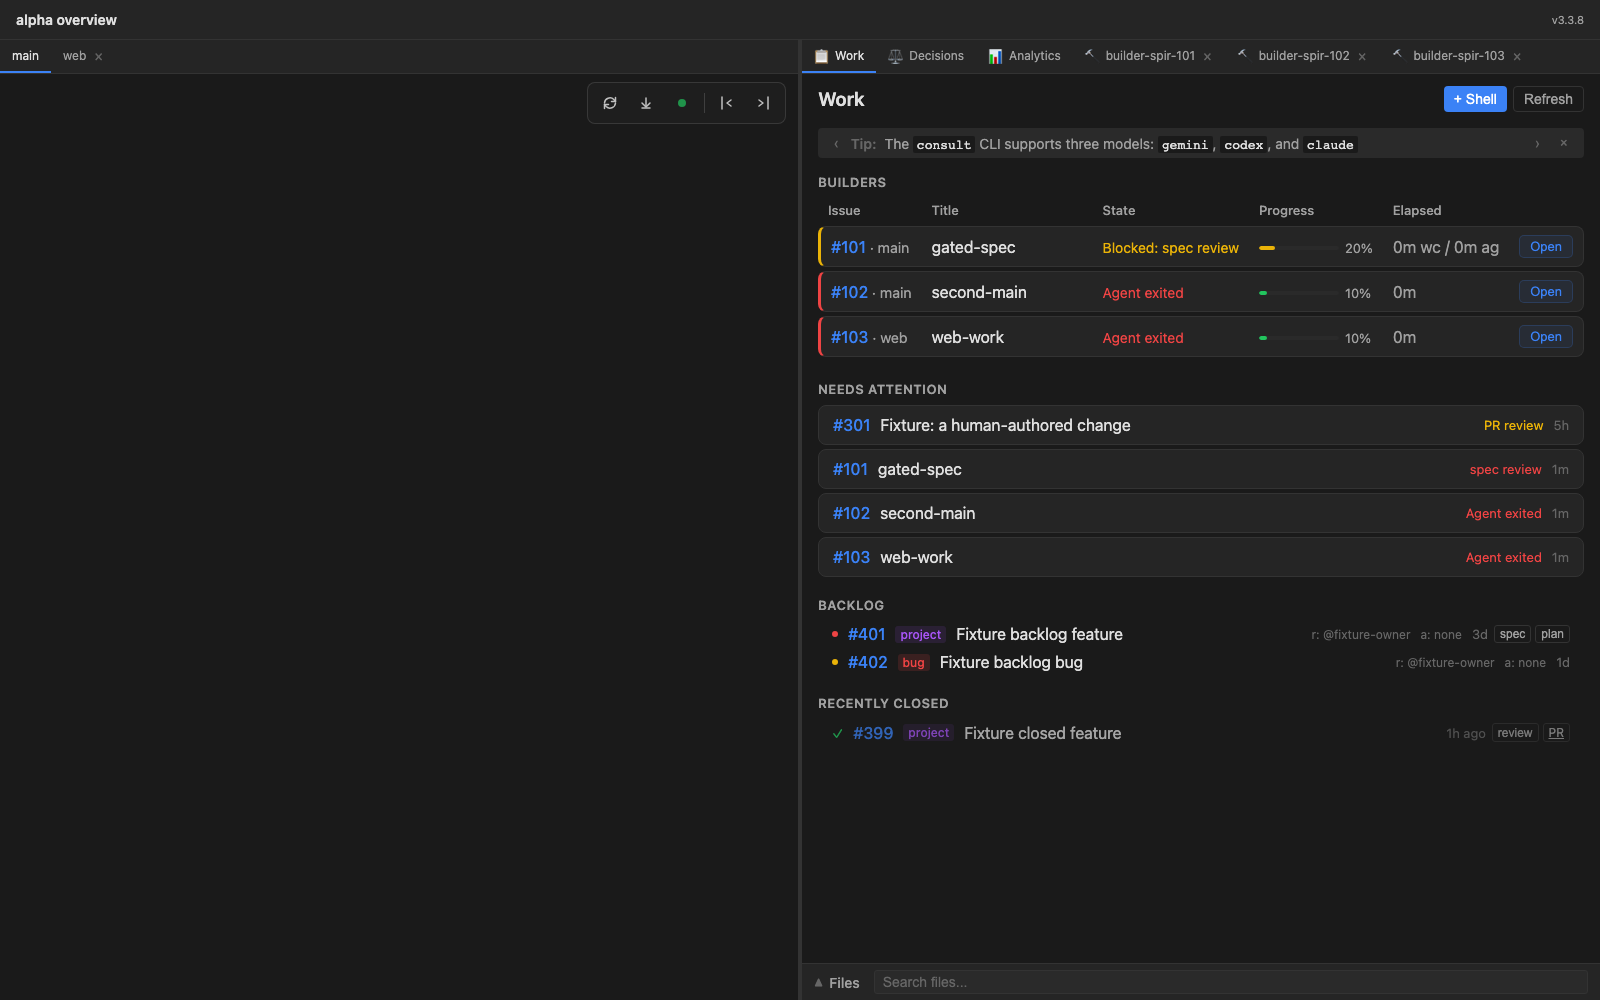 alpha overview
v3.3.8
main
web ×
Work
Decisions
Analytics
builder-spir-101 ×
builder-spir-102 ×
builder-spir-103 ×
Work
+ Shell
Refresh
‹ Tip: The consult CLI supports three models: gemini, codex, and claude › ×
BUILDERS
Issue Title State Progress Elapsed
#101 · main gated-spec Blocked: spec review 20% 0m wc / 0m ag Open
#102 · main second-main Agent exited 10% 0m Open
#103 · web web-work Agent exited 10% 0m Open
NEEDS ATTENTION
#301 Fixture: a human-authored change PR review 5h
#101 gated-spec spec review 1m
#102 second-main Agent exited 1m
#103 web-work Agent exited 1m
BACKLOG
#401 project Fixture backlog feature r: @fixture-owner a: none 3d spec plan
#402 bug Fixture backlog bug r: @fixture-owner a: none 1d
RECENTLY CLOSED
✓ #399 project Fixture closed feature 1h ago review PR
▲ Files Search files...